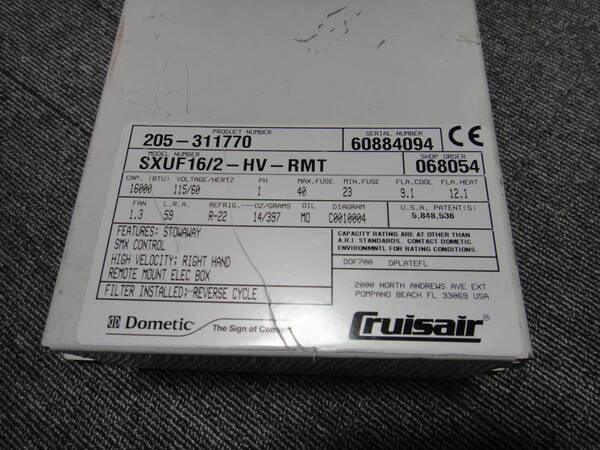 PRODUCT NUMBER SERIAL NUMBER
205-311770 60884094 CE
MODEL NUMBER SHOP ORDER
SXUF16/2-HV-RMT 068054
CAP. (BTU) VOLTAGE/HERTZ PH MAX.FUSE MIN.FUSE FLA.COOL FLA.HEAT
16000 115/60 1 40 23 9.1 12.1
FAN L.R.A. REFRIG.---OZ/GRAMS OIL DIAGRAM U.S.A. PATENT(S)
1.3 59 R-22 14/397 MO C0010004 5,848,536
FEATURES: STOWAWAY
SMX CONTROL
HIGH VELOCITY; RIGHT HAND
REMOTE MOUNT ELEC BOX
FILTER INSTALLED; REVERSE CYCLE
CAPACITY RATING ARE AT OTHER THAN
A.R.I. STANDARDS. CONTACT DOMETIC
ENVIRONMNTL FOR RATING CONDITIONS.
DOF700 DPLATEFL
2000 NORTH ANDREWS AVE EXT
POMPANO BEACH FL 33069 USA
Dometic The Sign of Comfort
Cruisair®